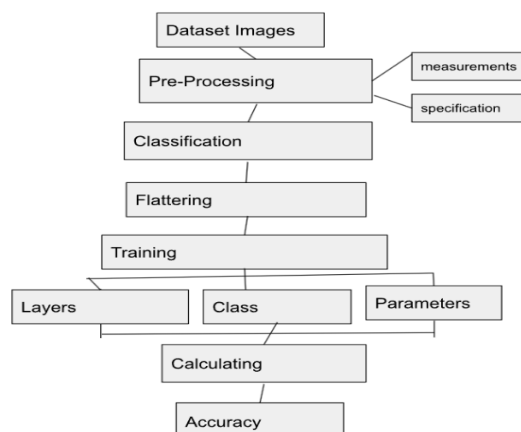 Dataset Images
Pre-Processing
measurements
specification
Classification
Flattering
Training
Layers
Class
Parameters
Calculating
Accuracy